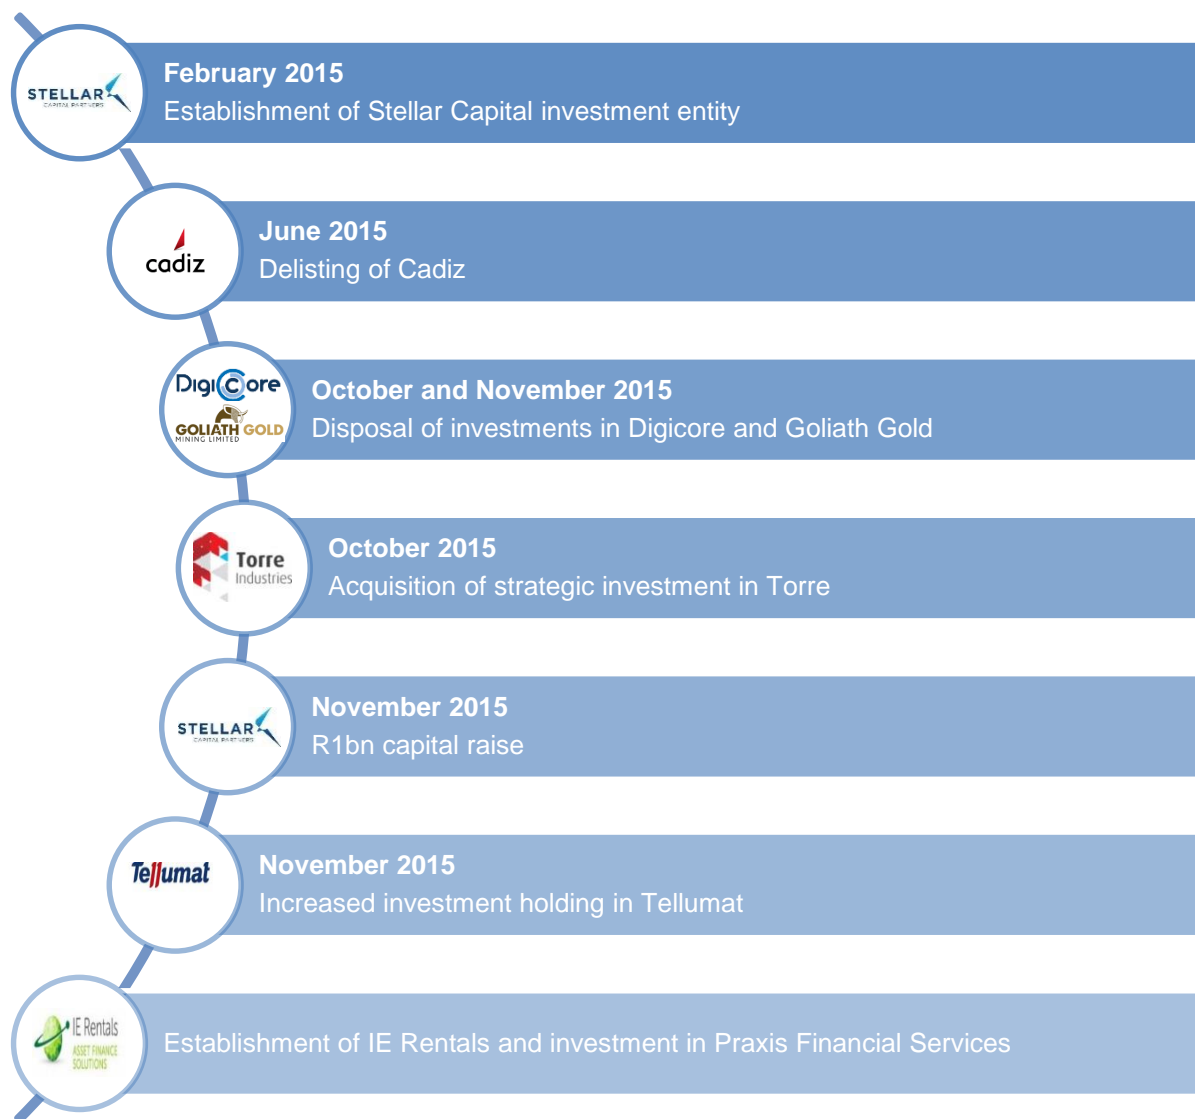 STELLAR
CAPITAL PARTNERS
February 2015
Establishment of Stellar Capital investment entity
cadiz
June 2015
Delisting of Cadiz
DigiCore
GOLIATH GOLD
MINING LIMITED
October and November 2015
Disposal of investments in Digicore and Goliath Gold
Torre
Industries
October 2015
Acquisition of strategic investment in Torre
STELLAR
CAPITAL PARTNERS
November 2015
R1bn capital raise
Tellumat
November 2015
Increased investment holding in Tellumat
IE Rentals
ASSET FINANCE
SOLUTIONS
Establishment of IE Rentals and investment in Praxis Financial Services